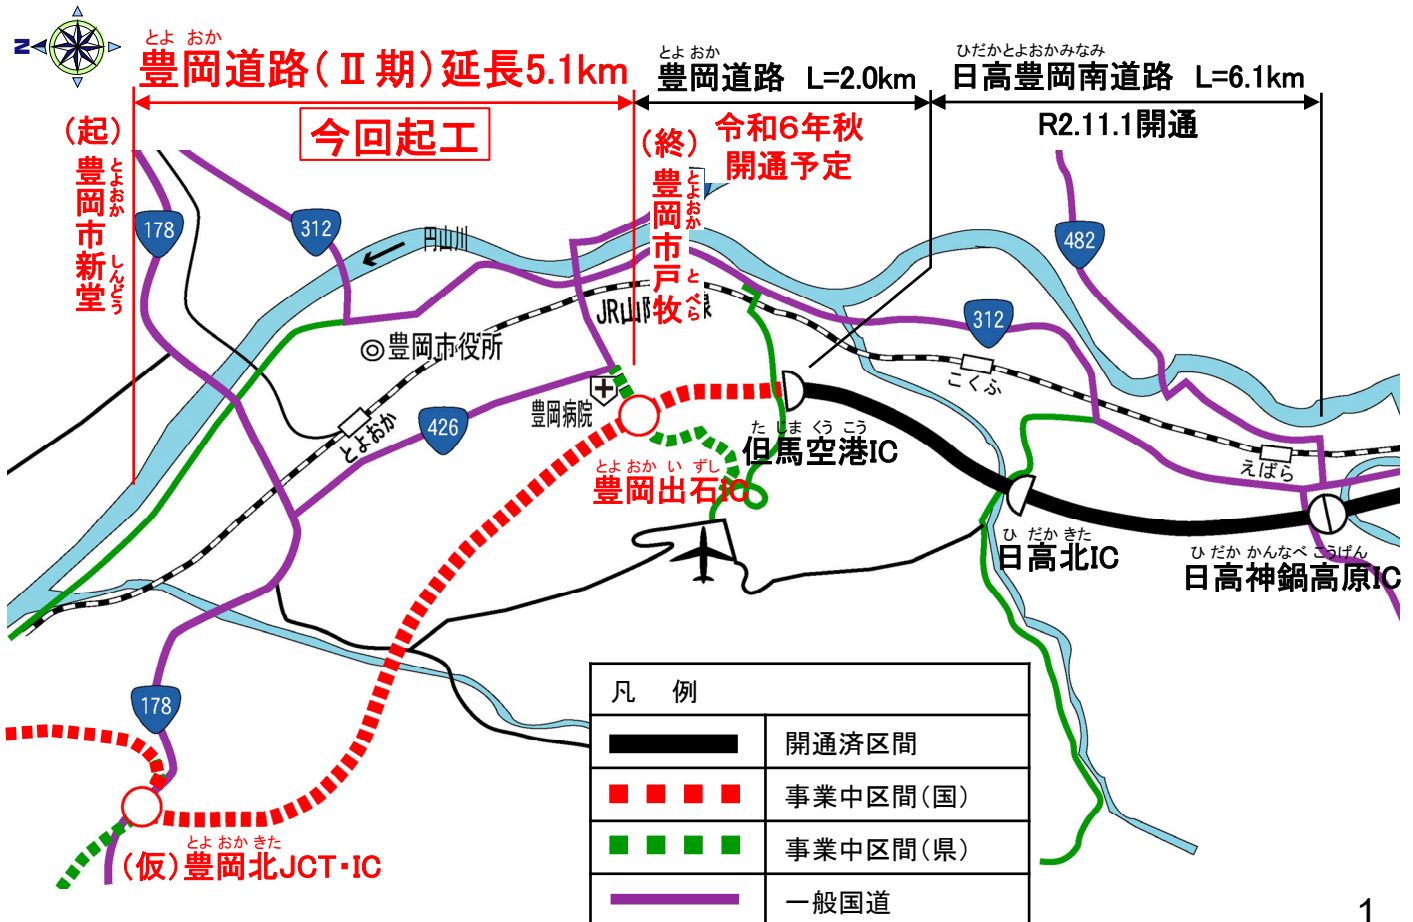 N
とよ おか
豊岡道路(Ⅱ期)延長5.1km
今回起工
(起)
豊岡市新堂
とよおか しんどう
とよ おか
豊岡道路 L=2.0km
令和6年秋
開通予定
(終)
豊岡市戸牧
とよおか とべら
ひだかとよおかみなみ
日高豊岡南道路 L=6.1km
R2.11.1開通
178
312
円山川
482
312
JR山陰
線
◎豊岡市役所
こくふ
豊岡病院
426
とよおか
た じま くう こう
但馬空港IC
えばら
とよ おか い ずし
豊岡出石IC
ひ だか きた
日高北IC
ひ だか かんなべ こうげん
日高神鍋高原IC
178
とよ おか きた
(仮)豊岡北JCT・IC
凡 例
開通済区間
事業中区間(国)
事業中区間(県)
一般国道
1